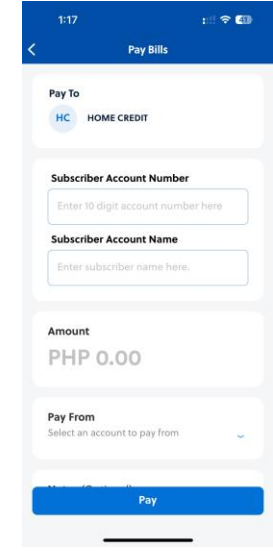 1:17
41
Pay Bills
Pay To
HC HOME CREDIT
Subscriber Account Number
Enter 10 digit account number here
Subscriber Account Name
Enter subscriber name here.
Amount
PHP 0.00
Pay From
Select an account to pay from
Pay